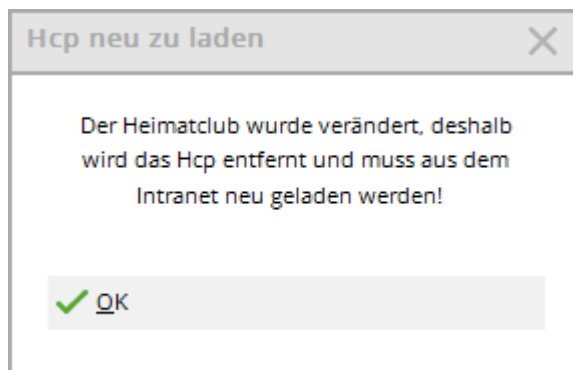 Hcp neu zu laden
Der Heimatclub wurde verändert, deshalb
wird das Hcp entfernt und muss aus dem
Intranet neu geladen werden!
OK